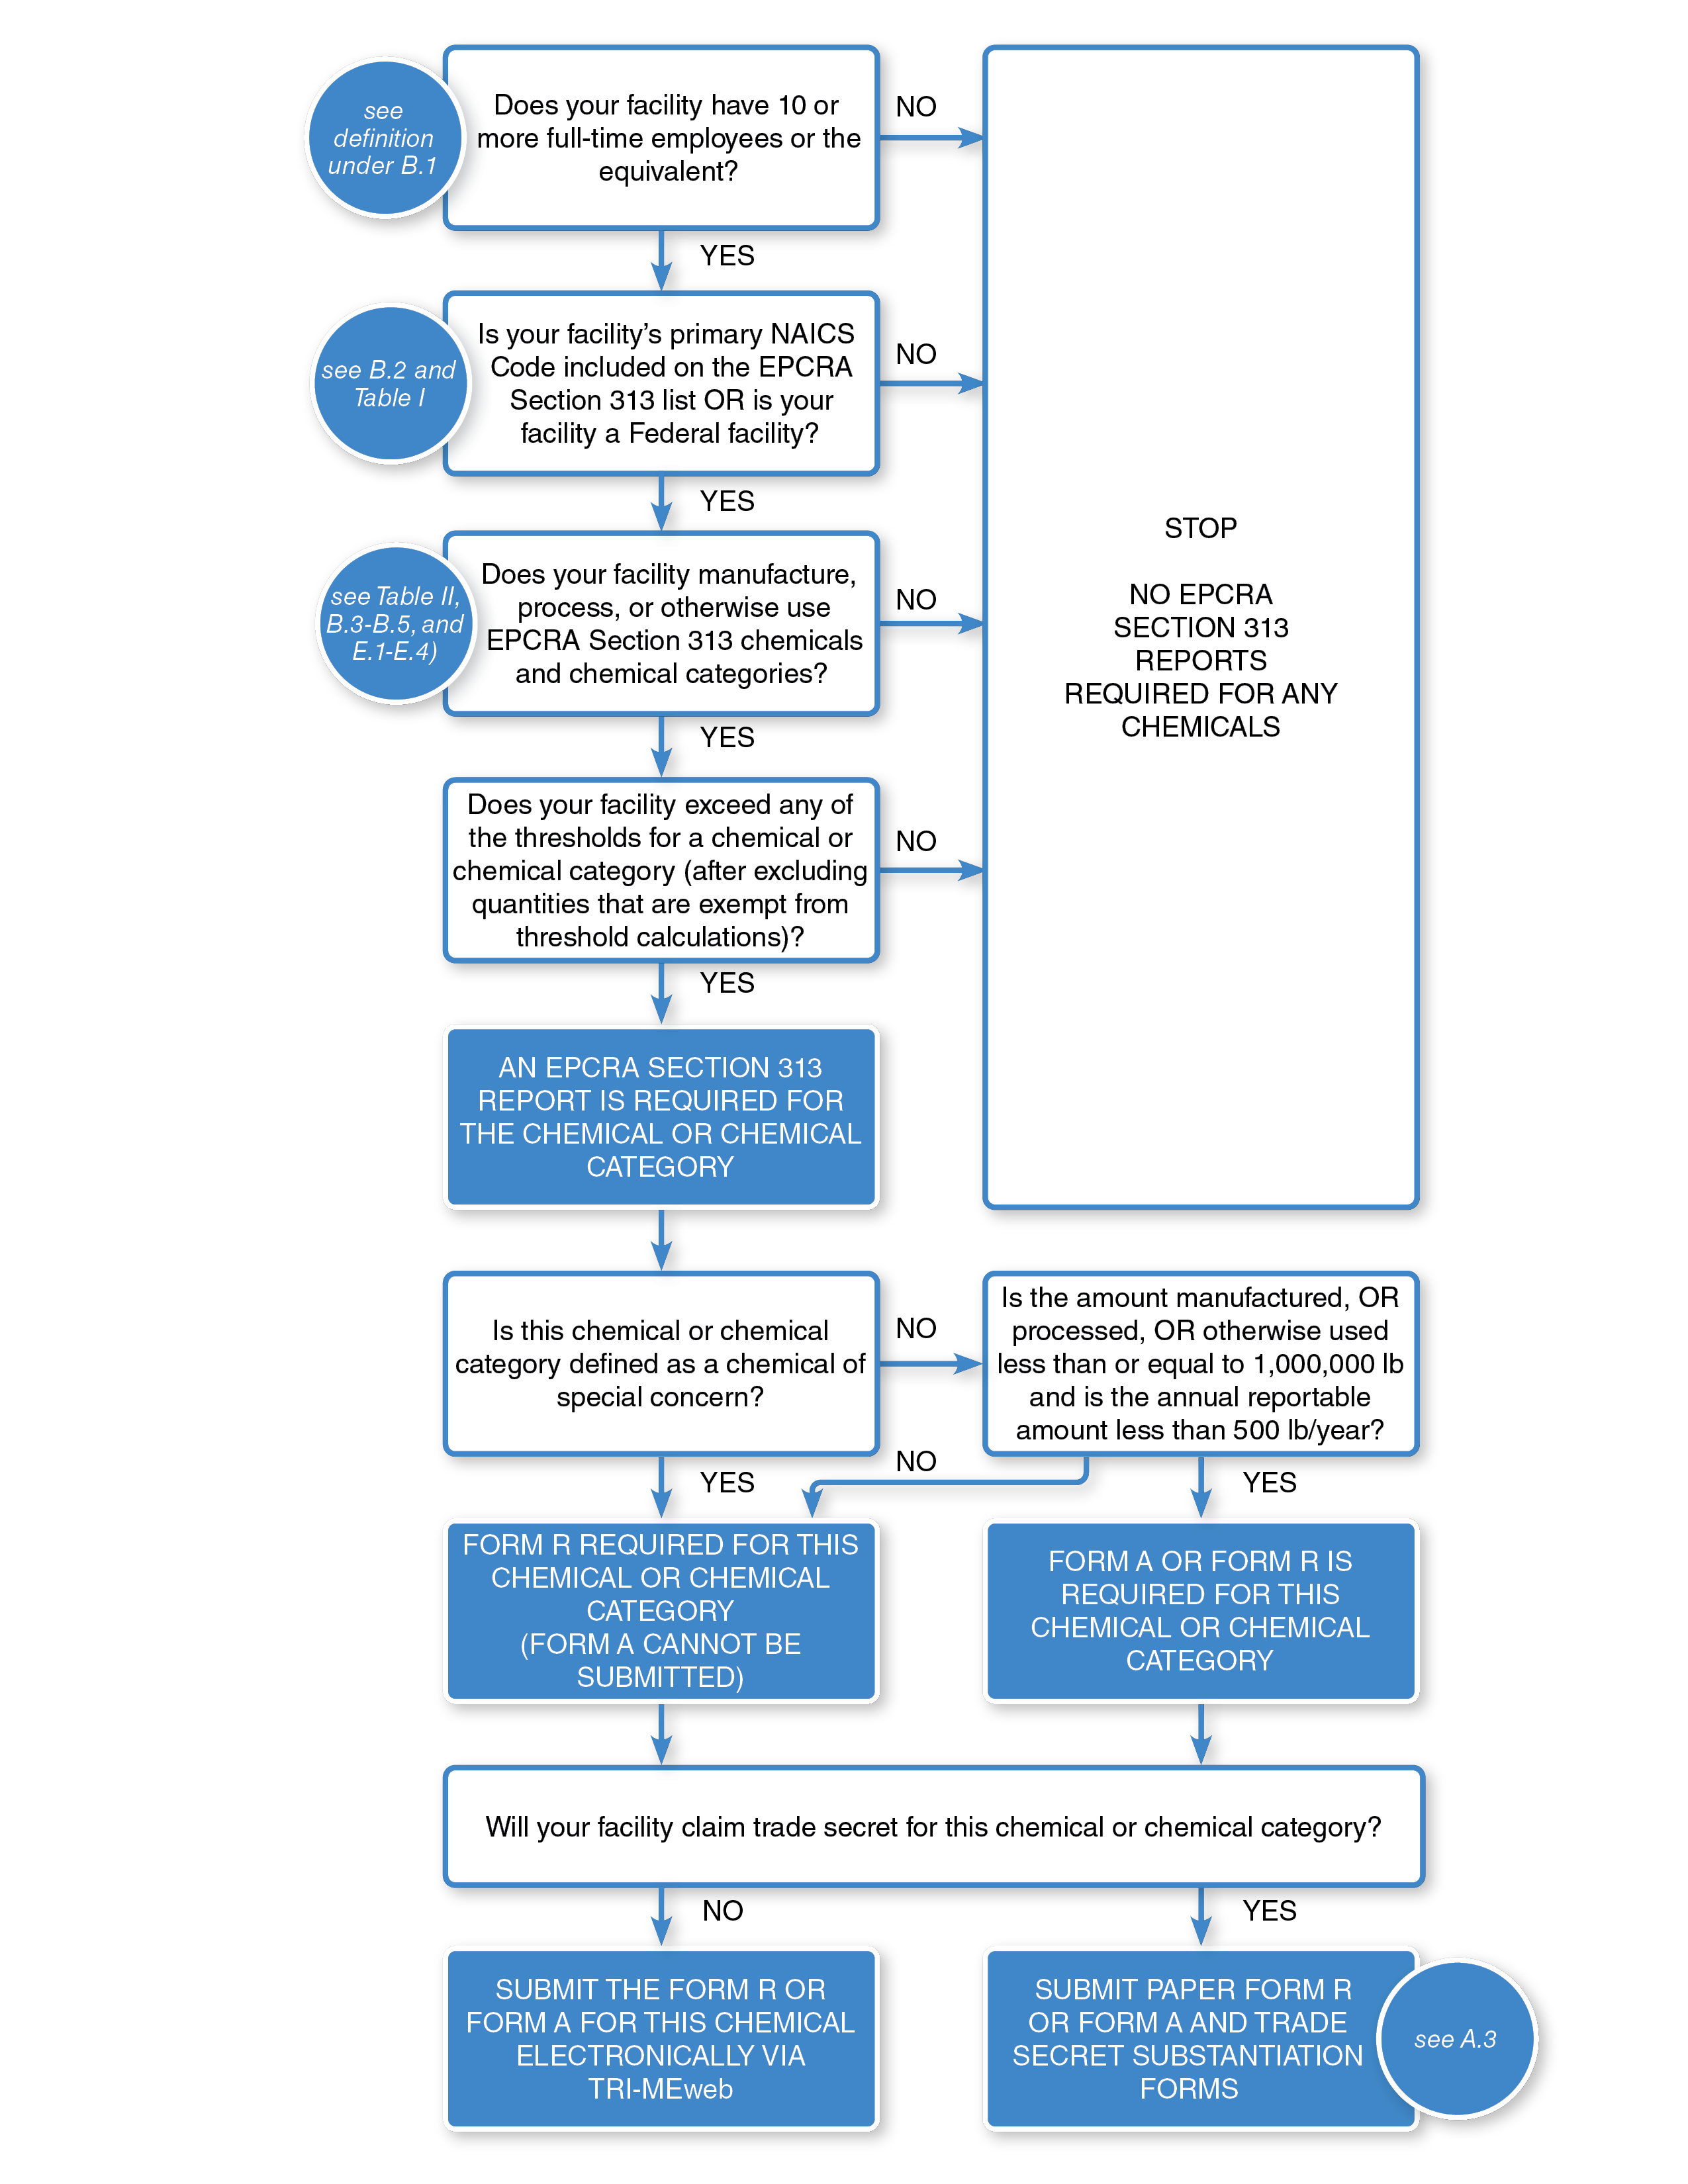 see
definition
under B.1
Does your facility have 10 or
more full-time employees or the
equivalent?
NO
YES
see B.2 and
Table I
Is your facility’s primary NAICS
Code included on the EPCRA
Section 313 list OR is your
facility a Federal facility?
NO
YES
see Table II,
B.3-B.5, and
E.1-E.4)
Does your facility manufacture,
process, or otherwise use
EPCRA Section 313 chemicals
and chemical categories?
NO
YES
Does your facility exceed any of
the thresholds for a chemical or
chemical category (after excluding
quantities that are exempt from
threshold calculations)?
NO
YES
STOP
NO EPCRA
SECTION 313
REPORTS
REQUIRED FOR ANY
CHEMICALS
AN EPCRA SECTION 313
REPORT IS REQUIRED FOR
THE CHEMICAL OR CHEMICAL
CATEGORY
Is this chemical or chemical
category defined as a chemical of
special concern?
NO
YES
Is the amount manufactured, OR
processed, OR otherwise used
less than or equal to 1,000,000 lb
and is the annual reportable
amount less than 500 lb/year?
NO
YES
FORM R REQUIRED FOR THIS
CHEMICAL OR CHEMICAL
CATEGORY
(FORM A CANNOT BE
SUBMITTED)
FORM A OR FORM R IS
REQUIRED FOR THIS
CHEMICAL OR CHEMICAL
CATEGORY
Will your facility claim trade secret for this chemical or chemical category?
NO
YES
SUBMIT THE FORM R OR
FORM A FOR THIS CHEMICAL
ELECTRONICALLY VIA
TRI-MEweb
SUBMIT PAPER FORM R
OR FORM A AND TRADE
SECRET SUBSTANTIATION
FORMS
see A.3